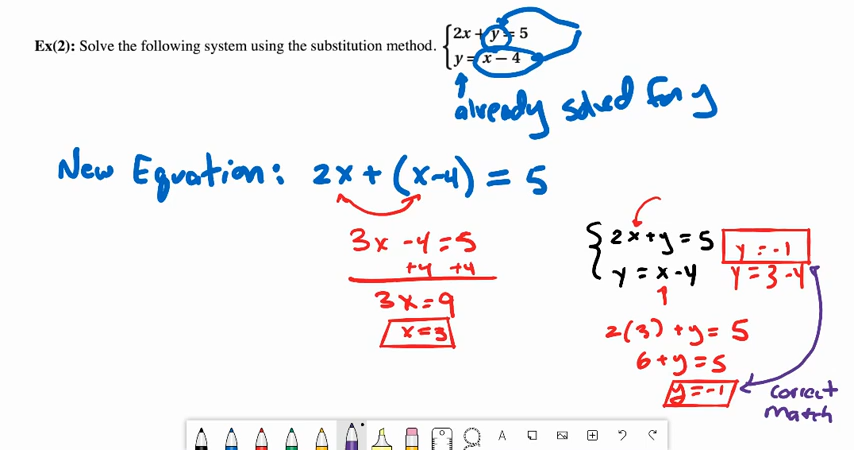 Ex(2): Solve the following system using the substitution method. {2x + y = 5
y = x − 4
already solved for y
New Equation: 2x + (x-4) = 5
3x -4 = 5
+4 +4
3x = 9
x = 3
{2x + y = 5
y = x - 4
y = -1
y = 3 - 4
2(3) + y = 5
6 + y = 5
y = -1
correct
match
A